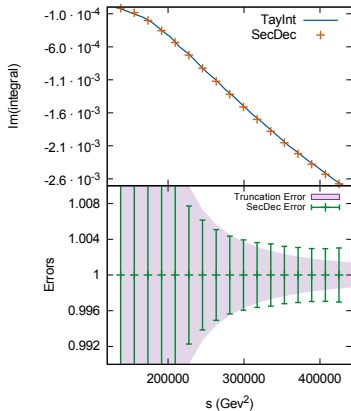 -1.0 · 10⁻⁴
-6.0 · 10⁻⁴
-1.1 · 10⁻³
-1.6 · 10⁻³
-2.1 · 10⁻³
-2.6 · 10⁻³
Im(integral)
TayInt
SecDec
1.008
1.004
1
0.996
0.992
Errors
Truncation Error
SecDec Error
200000 300000 400000
s (Gev²)